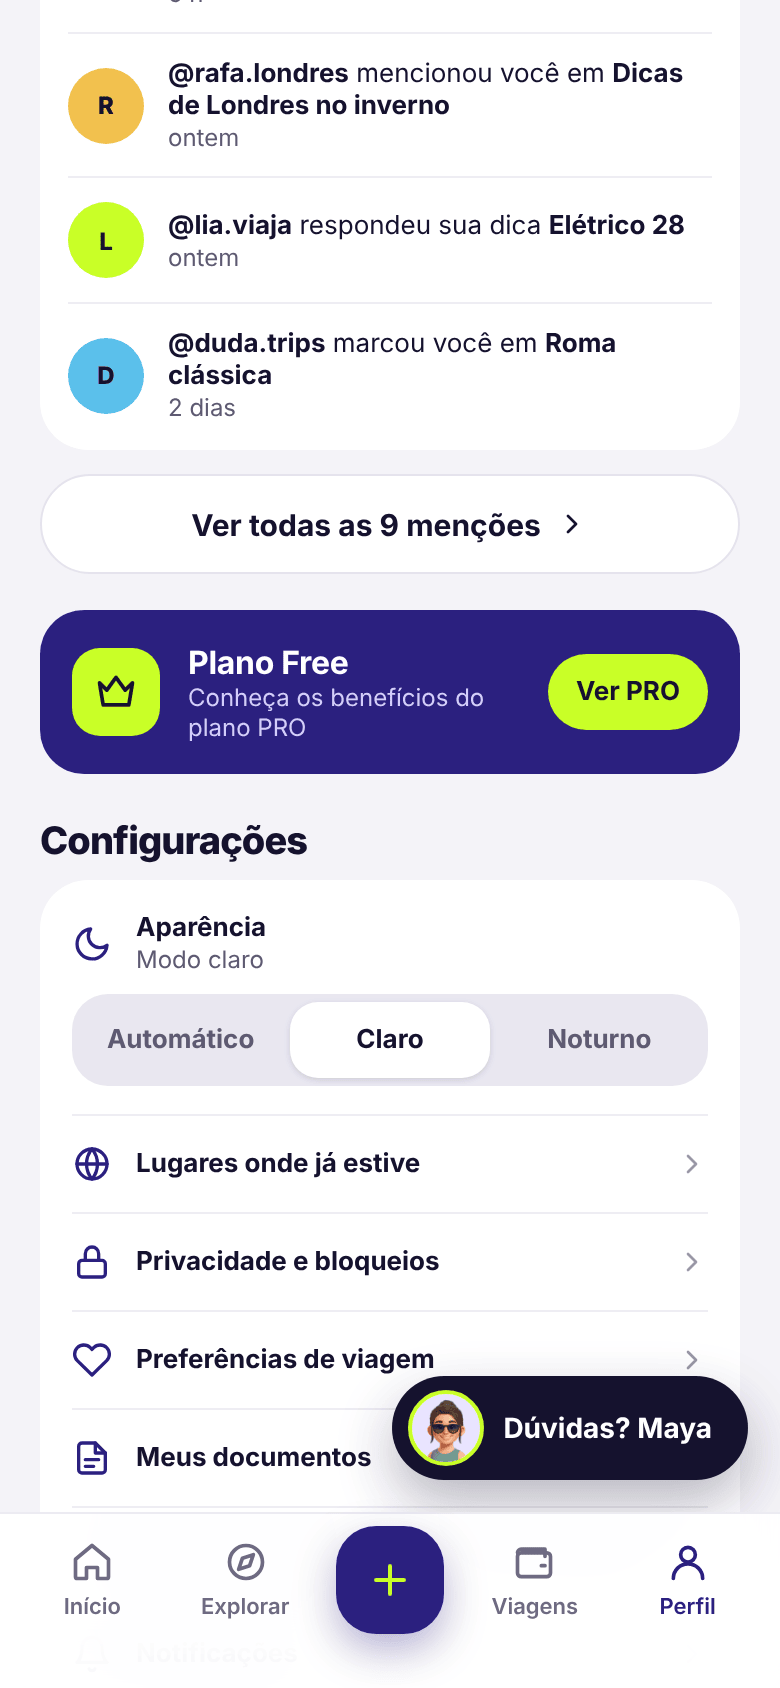 R
@rafa.londres mencionou você em Dicas
de Londres no inverno
ontem
L
@lia.viaja respondeu sua dica Elétrico 28
ontem
D
@duda.trips marcou você em Roma
clássica
2 dias
Ver todas as 9 menções
Plano Free
Conheça os benefícios do
plano PRO
Ver PRO
Configurações
Aparência
Modo claro
Automático
Claro
Noturno
Lugares onde já estive
Privacidade e bloqueios
Preferências de viagem
Dúvidas? Maya
Meus documentos
Início
Explorar
Viagens
Perfil
Notificações